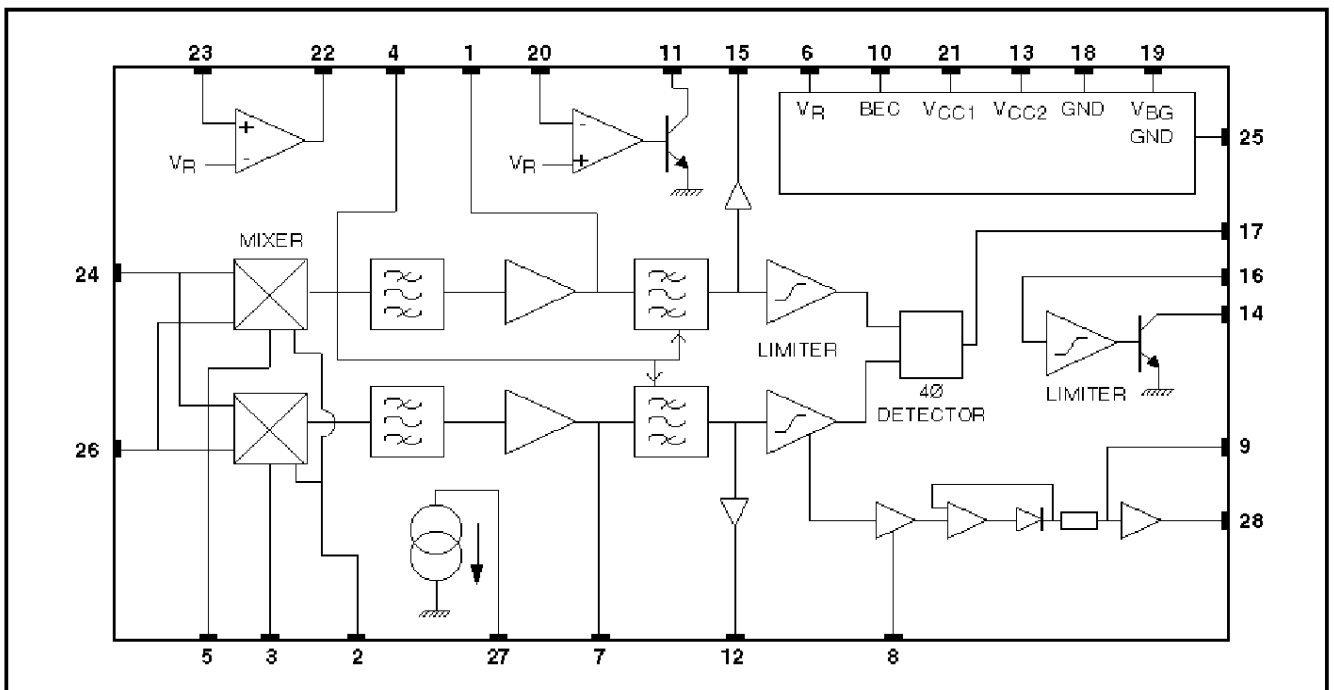 23 22 4 1 20 11 15 6 10 21 13 18 19
VR BEC VCC1 VCC2 GND VBG
GND
25
+
-
VR
-
+
VR
17
MIXER
24
16
14
LIMITER
4Ø
DETECTOR
LIMITER
26
9
28
5 3 2 27 7 12 8